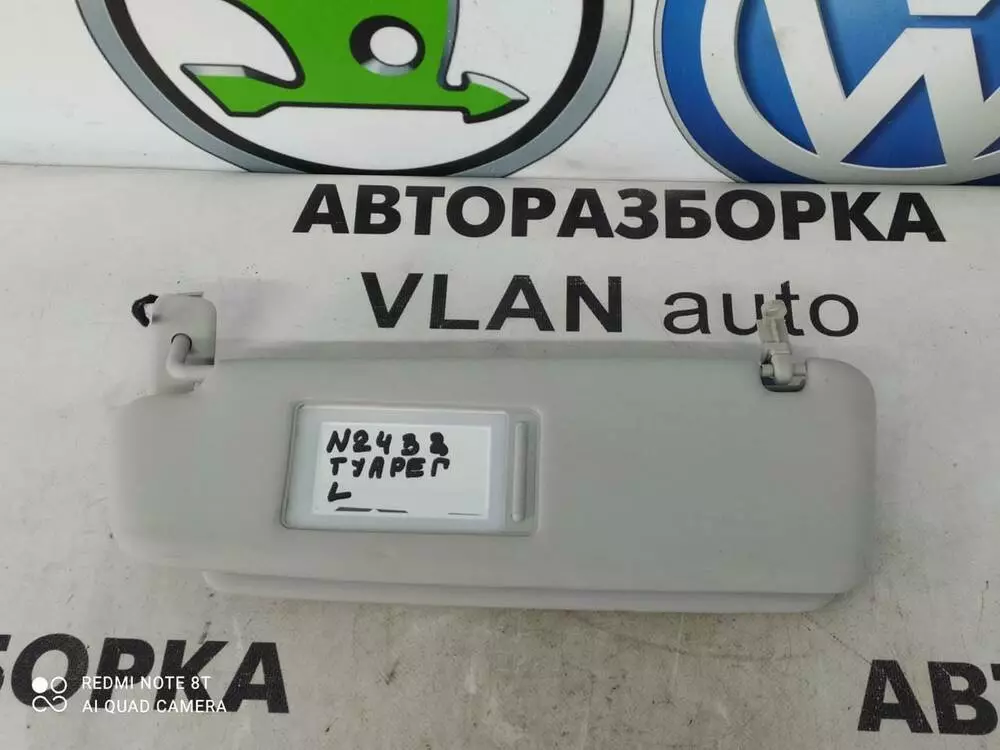 АВТОРАЗБОРКА
VLAN auto
N2433
ТУАРЕГ
L
БОРКА
АВТ
REDMI NOTE 8T
AI QUAD CAMERA